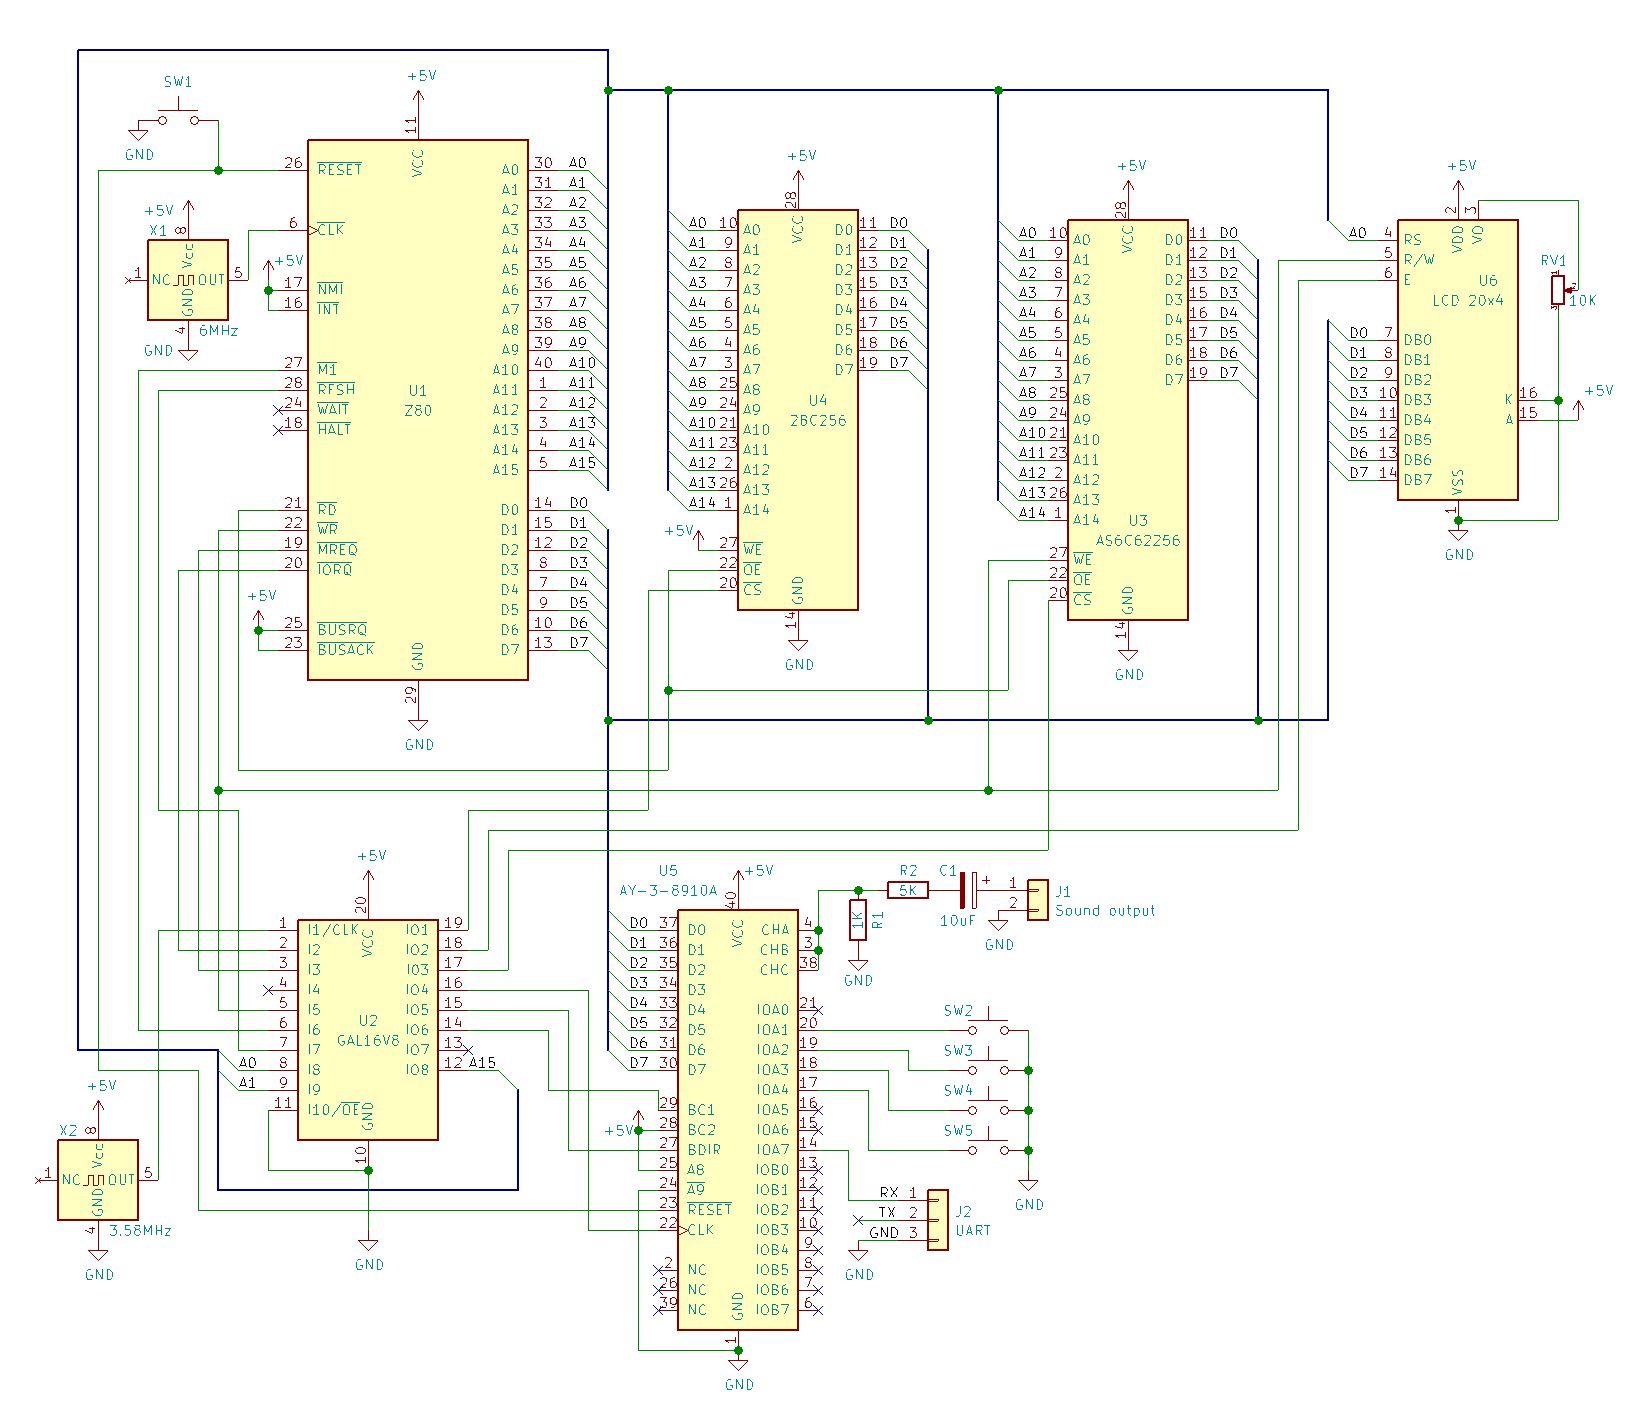 SW1
GND
+5V
11
VCC
26 RESET
6 CLK
17 NMI
16 INT
27 M1
28 RFSH
24 WAIT
18 HALT
21 RD
22 WR
19 MREQ
20 IORQ
25 BUSRQ
23 BUSACK
U1
Z80
A0 30 A0
A1 31 A1
A2 32 A2
A3 33 A3
A4 34 A4
A5 35 A5
A6 36 A6
A7 37 A7
A8 38 A8
A9 39 A9
A10 40 A10
A11 1 A11
A12 2 A12
A13 3 A13
A14 4 A14
A15 5 A15
D0 14 D0
D1 15 D1
D2 12 D2
D3 8 D3
D4 7 D4
D5 9 D5
D6 10 D6
D7 13 D7
GND
29
GND
+5V
X1
8
Vcc
1 NC OUT 5
GND
4
6MHz
GND
+5V
+5V
+5V
28
VCC
A0 10 A0
A1 9 A1
A2 8 A2
A3 7 A3
A4 6 A4
A5 5 A5
A6 4 A6
A7 3 A7
A8 25 A8
A9 24 A9
A10 21 A10
A11 23 A11
A12 2 A12
A13 26 A13
A14 1 A14
+5V
27 WE
22 OE
20 CS
U4
28C256
D0 11 D0
D1 12 D1
D2 13 D2
D3 15 D3
D4 16 D4
D5 17 D5
D6 18 D6
D7 19 D7
GND
14
GND
+5V
28
VCC
A0 10 A0
A1 9 A1
A2 8 A2
A3 7 A3
A4 6 A4
A5 5 A5
A6 4 A6
A7 3 A7
A8 25 A8
A9 24 A9
A10 21 A10
A11 23 A11
A12 2 A12
A13 26 A13
A14 1 A14
27 WE
22 OE
20 CS
U3
AS6C62256
D0 11 D0
D1 12 D1
D2 13 D2
D3 15 D3
D4 16 D4
D5 17 D5
D6 18 D6
D7 19 D7
GND
14
GND
+5V
2 3
VDD VO
A0 4 RS
5 R/W
6 E
U6
LCD 20x4
D0 7 DB0
D1 8 DB1
D2 9 DB2
D3 10 DB3
D4 11 DB4
D5 12 DB5
D6 13 DB6
D7 14 DB7
K 16
A 15
VSS
1
GND
RV1
1
2
3
10K
+5V
+5V
20
VCC
1 I1/CLK
2 I2
3 I3
4 I4
5 I5
6 I6
7 I7
A0 8 I8
A1 9 I9
11 I10/OE
U2
GAL16V8
IO1 19
IO2 18
IO3 17
IO4 16
IO5 15
IO6 14
IO7 13
IO8 12 A15
GND
10
GND
+5V
X2
8
Vcc
1 NC OUT 5
GND
4
3.58MHz
GND
U5
AY-3-8910A
+5V
40
VCC
D0 37 D0
D1 36 D1
D2 35 D2
D3 34 D3
D4 33 D4
D5 32 D5
D6 31 D6
D7 30 D7
29 BC1
28 BC2
+5V
27 BDIR
25 A8
24 A9
23 RESET
22 CLK
2 NC
26 NC
39 NC
CHA 4
CHB 3
CHC 38
IOA0 21
IOA1 20
IOA2 19
IOA3 18
IOA4 17
IOA5 16
IOA6 15
IOA7 14
IOB0 13
IOB1 12
IOB2 11
IOB3 10
IOB4 9
IOB5 8
IOB6 7
IOB7 6
GND
1
GND
R2
5K
C1
+
10uF
1K
R1
GND
1
2
J1
Sound output
GND
SW2
SW3
SW4
SW5
GND
RX 1
TX 2
GND 3
J2
UART
GND